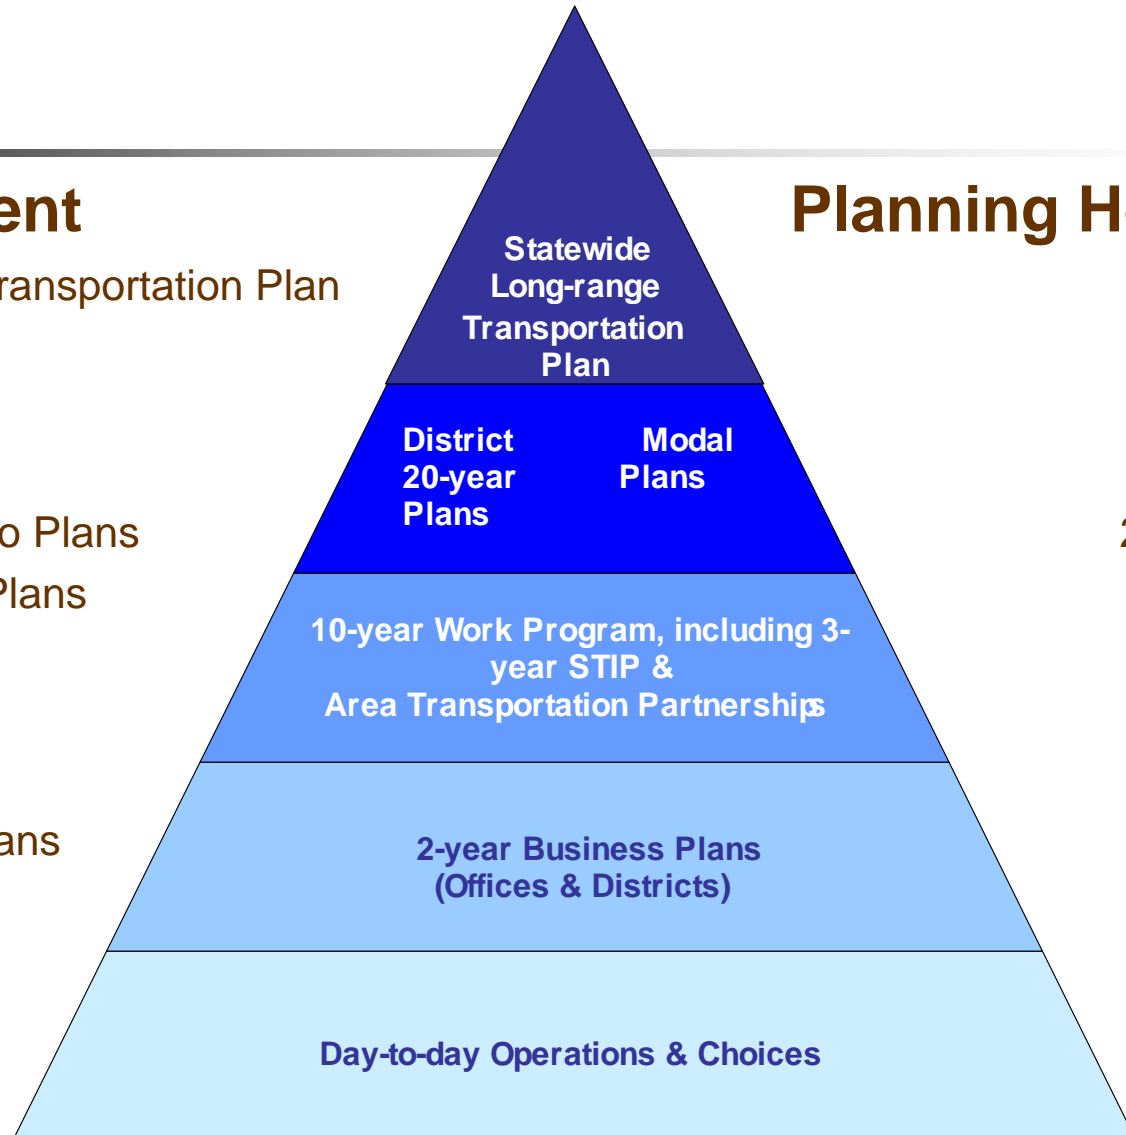 ent
Planning H
ransportation Plan
Statewide
Long-range
Transportation
Plan
District
20-year
Plans
Modal
Plans
o Plans
Plans
2
10-year Work Program, including 3-
year STIP &
Area Transportation Partnerships
ans
2-year Business Plans
(Offices & Districts)
Day-to-day Operations & Choices